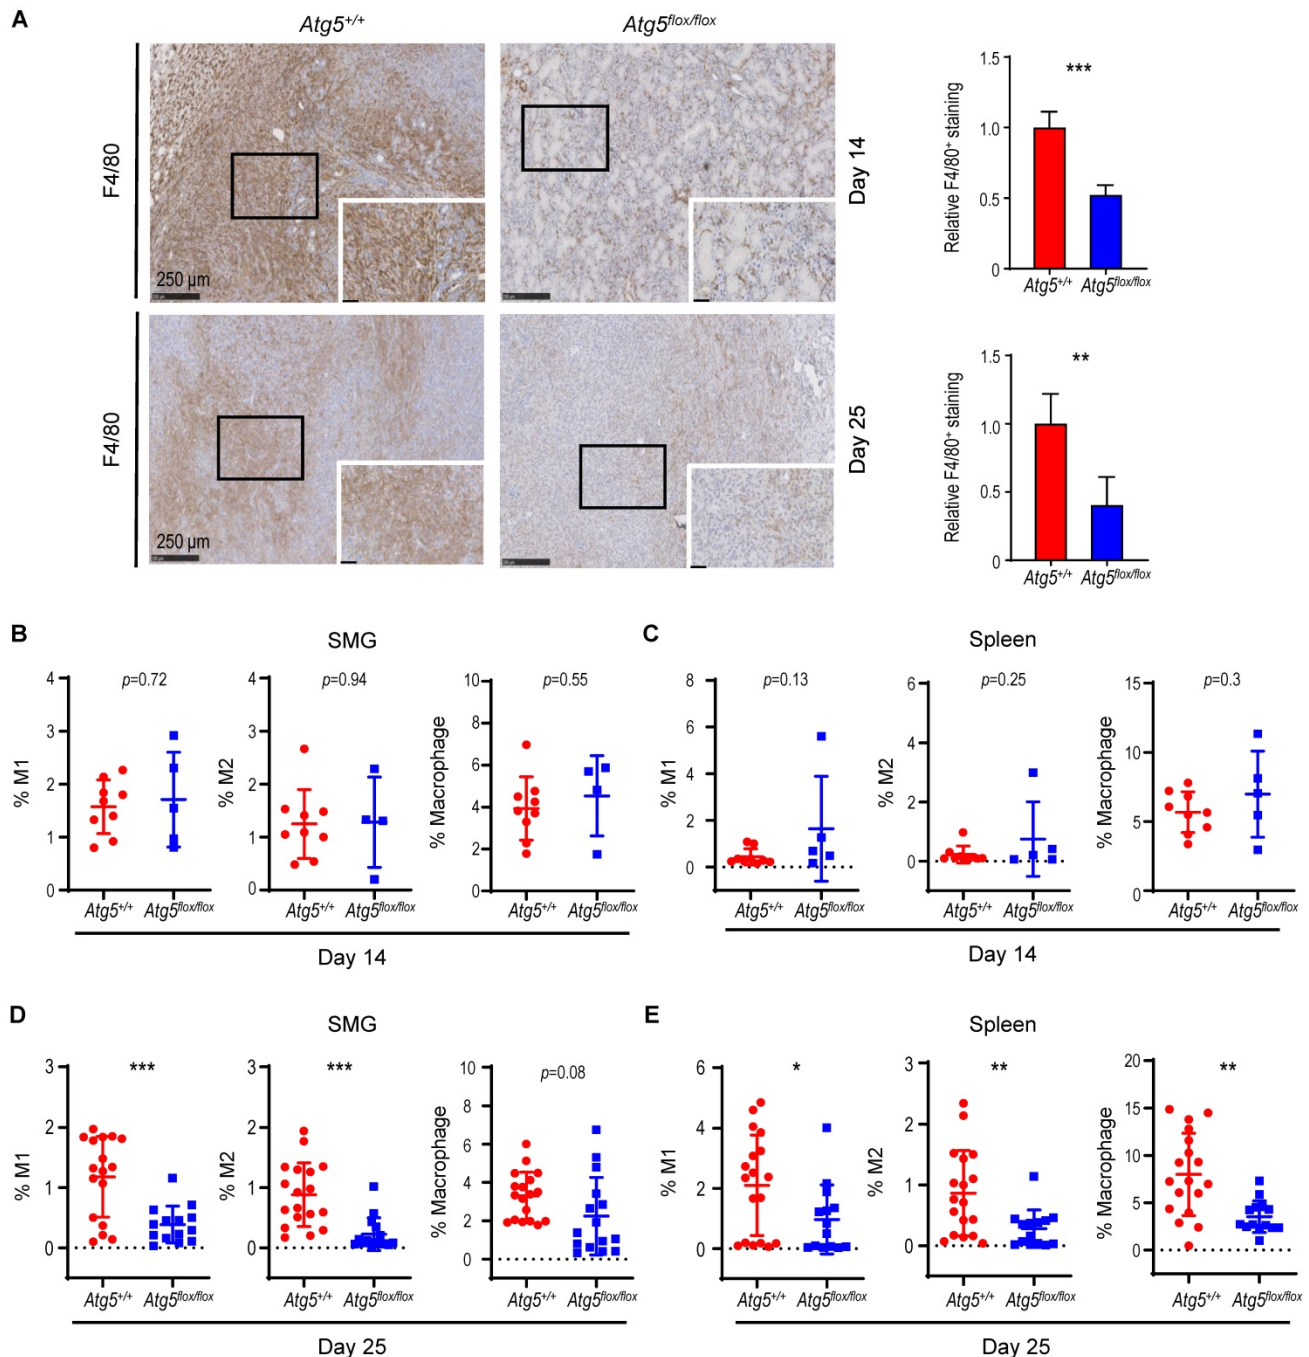 A
Atg5+/+
Atg5flox/flox
F4/80
250 µm
Day 14
Relative F4/80+ staining
1.5
1.0
0.5
0
***
Atg5+/+
Atg5flox/flox
F4/80
250 µm
Day 25
Relative F4/80+ staining
1.5
1.0
0.5
0
**
Atg5+/+
Atg5flox/flox
B
SMG
% M1
4
3
2
1
0
p=0.72
Atg5+/+
Atg5flox/flox
% M2
4
3
2
1
0
p=0.94
Atg5+/+
Atg5flox/flox
% Macrophage
10
8
6
4
2
0
p=0.55
Atg5+/+
Atg5flox/flox
Day 14
C
Spleen
% M1
8
6
4
2
0
p=0.13
Atg5+/+
Atg5flox/flox
% M2
6
4
2
0
p=0.25
Atg5+/+
Atg5flox/flox
% Macrophage
15
10
5
0
p=0.3
Atg5+/+
Atg5flox/flox
Day 14
D
SMG
% M1
3
2
1
0
***
Atg5+/+
Atg5flox/flox
% M2
3
2
1
0
***
Atg5+/+
Atg5flox/flox
% Macrophage
10
8
6
4
2
0
p=0.08
Atg5+/+
Atg5flox/flox
Day 25
E
Spleen
% M1
6
4
2
0
*
Atg5+/+
Atg5flox/flox
% M2
3
2
1
0
**
Atg5+/+
Atg5flox/flox
% Macrophage
20
15
10
5
0
**
Atg5+/+
Atg5flox/flox
Day 25